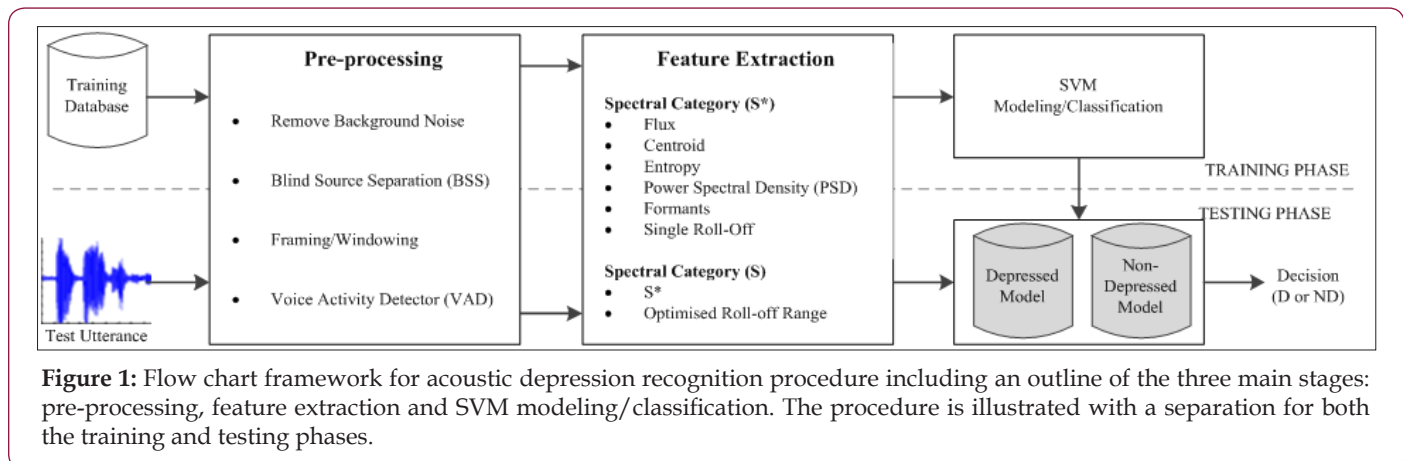 Training
Database
Test Utterance
Pre-processing
• Remove Background Noise
• Blind Source Separation (BSS)
• Framing/Windowing
• Voice Activity Detector (VAD)
Feature Extraction
Spectral Category (S*)
• Flux
• Centroid
• Entropy
• Power Spectral Density (PSD)
• Formants
• Single Roll-Off
Spectral Category (S)
• S*
• Optimised Roll-off Range
SVM
Modeling/Classification
TRAINING PHASE
TESTING PHASE
Depressed
Model
Non-
Depressed
Model
Decision
(D or ND)
Figure 1: Flow chart framework for acoustic depression recognition procedure including an outline of the three main stages:
pre-processing, feature extraction and SVM modeling/classification. The procedure is illustrated with a separation for both
the training and testing phases.